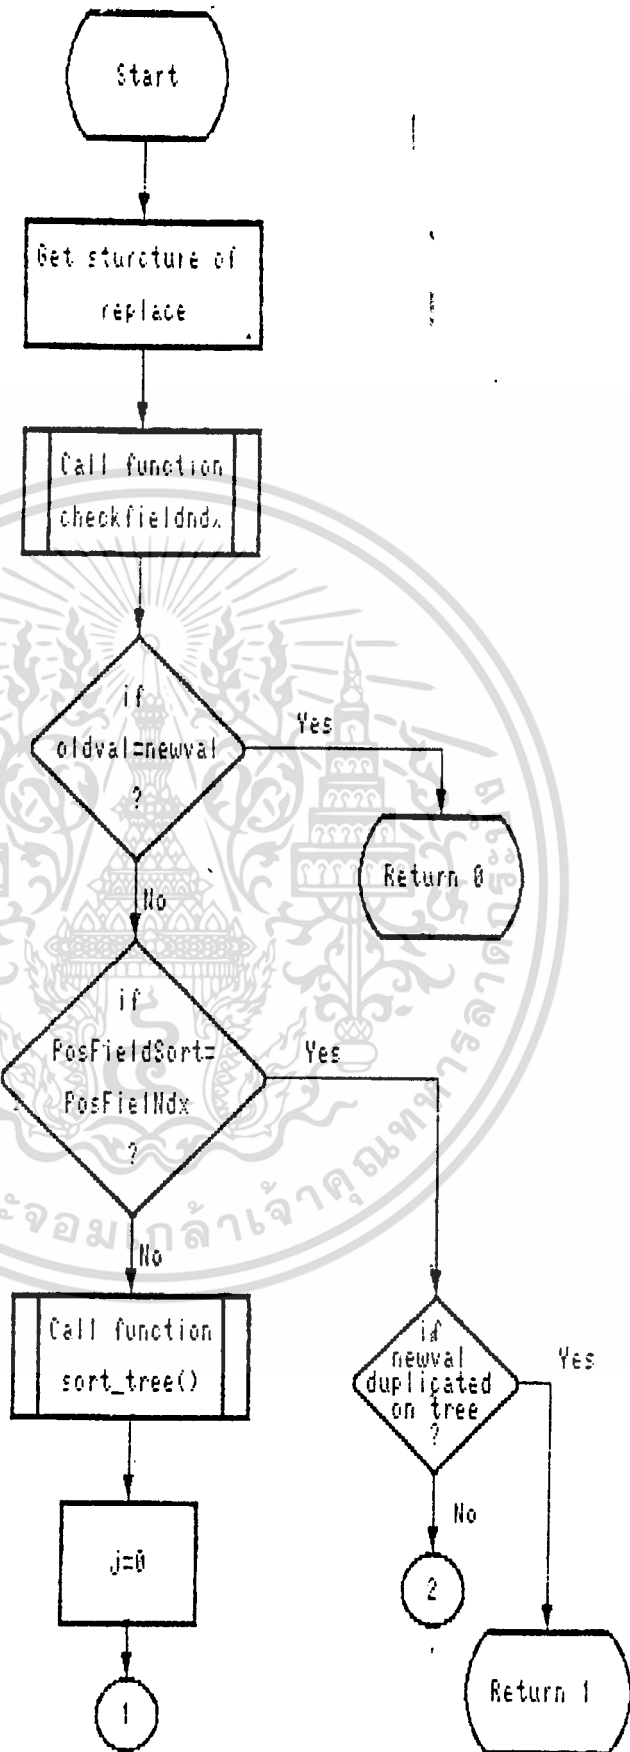 Start
Get sturcture of
replace
Call function
checkfieldndx
if
oldval=newval
?
Yes
Return 0
No
if
PosFieldSort=
PosFielNdx
?
Yes
No
Call function
sort_tree()
if
newval
duplicated
on tree
?
Yes
No
j=0
2
1
Return 1